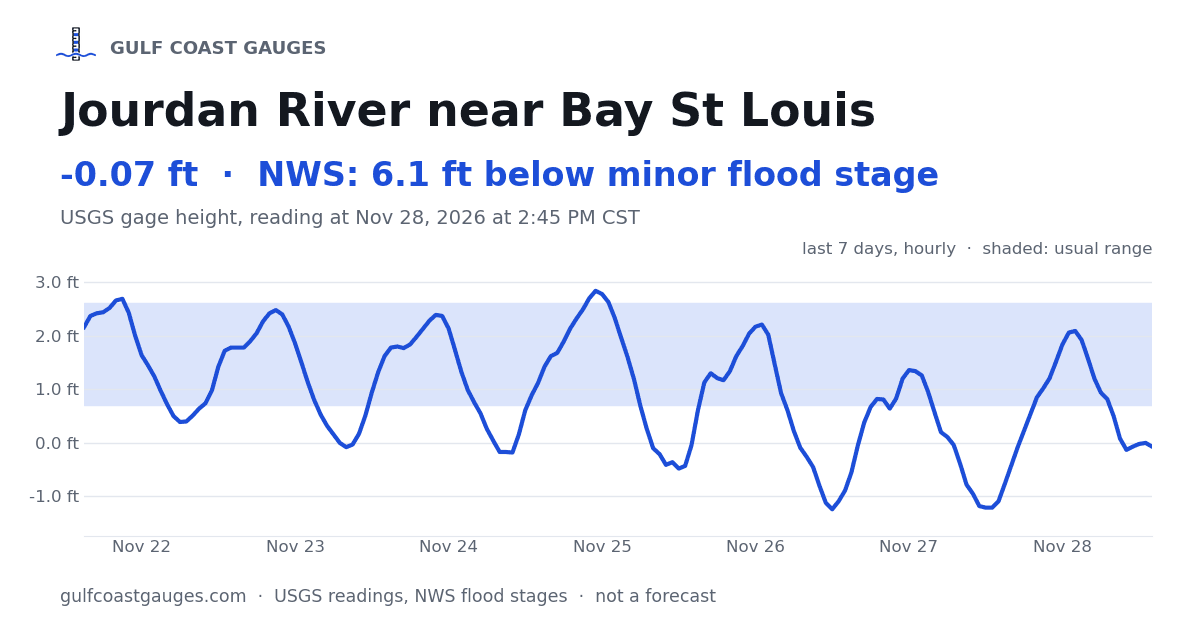 GULF COAST GAUGES
Jourdan River near Bay St Louis
-0.07 ft · NWS: 6.1 ft below minor flood stage
USGS gage height, reading at Nov 28, 2026 at 2:45 PM CST
last 7 days, hourly · shaded: usual range
3.0 ft
2.0 ft
1.0 ft
0.0 ft
-1.0 ft
Nov 22 Nov 23 Nov 24 Nov 25 Nov 26 Nov 27 Nov 28
gulfcoastgauges.com · USGS readings, NWS flood stages · not a forecast